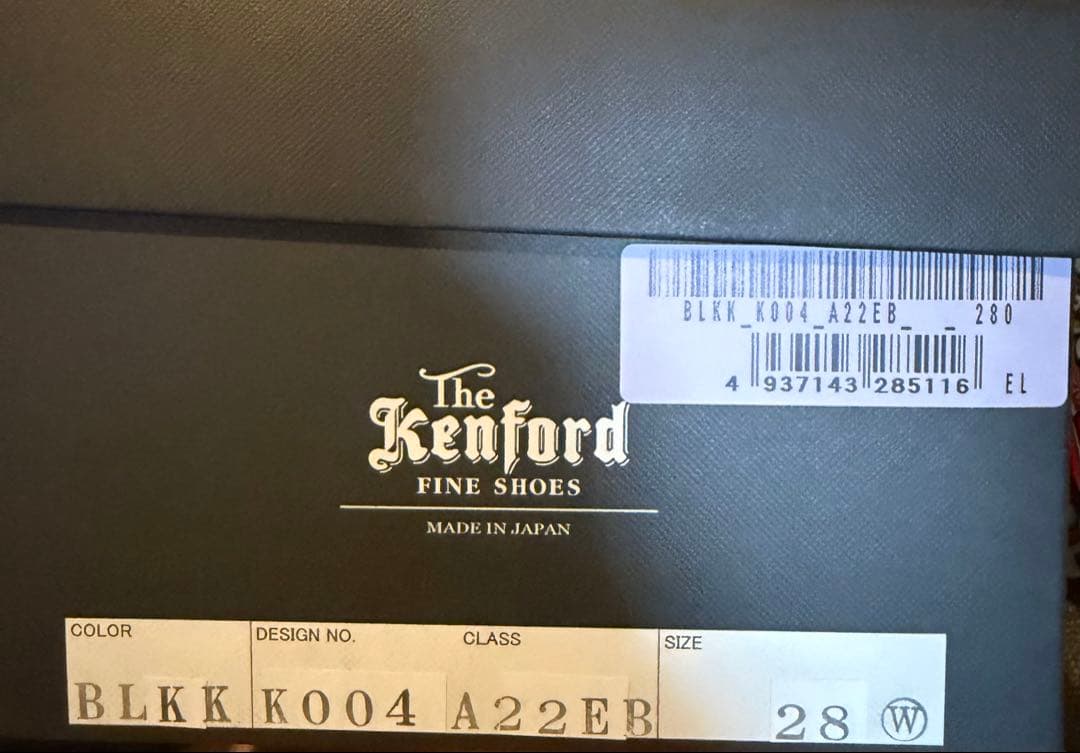 BLKK_K004_A22EB_ _ 280
4 937143 285116 EL
The
Kenford
FINE SHOES
MADE IN JAPAN
COLOR DESIGN NO. CLASS SIZE
BLKK K004 A22EB 28 Ⓦ